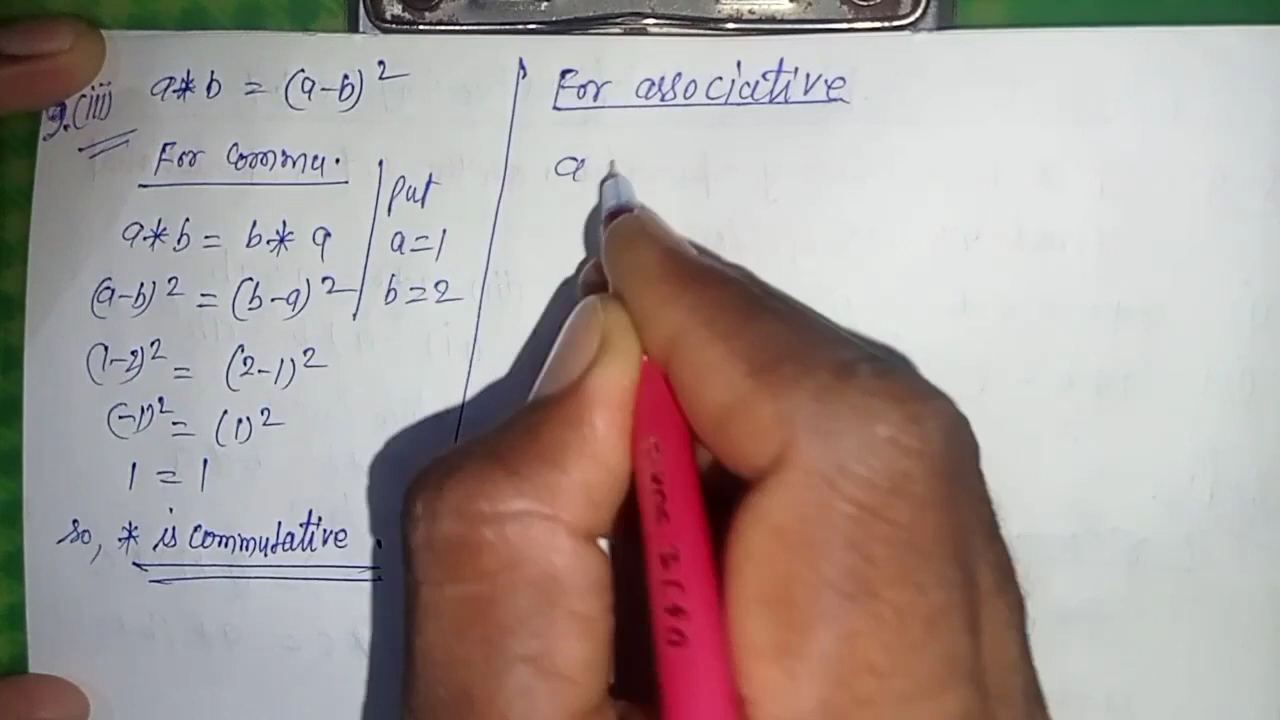 9.(iii) a*b = (a-b)²
For Commu.
a*b = b*a
(a-b)² = (b-a)²
(1-2)² = (2-1)²
(-1)² = (1)²
1 = 1
so, * is commutative.
Put
a=1
b=2
For associative
a